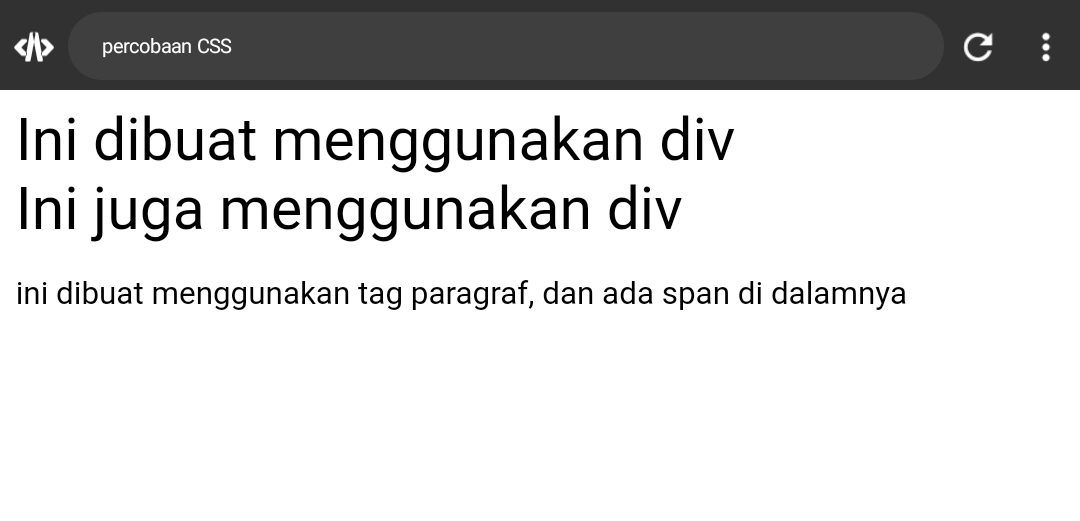 percobaan CSS
Ini dibuat menggunakan div
Ini juga menggunakan div
ini dibuat menggunakan tag paragraf, dan ada span di dalamnya